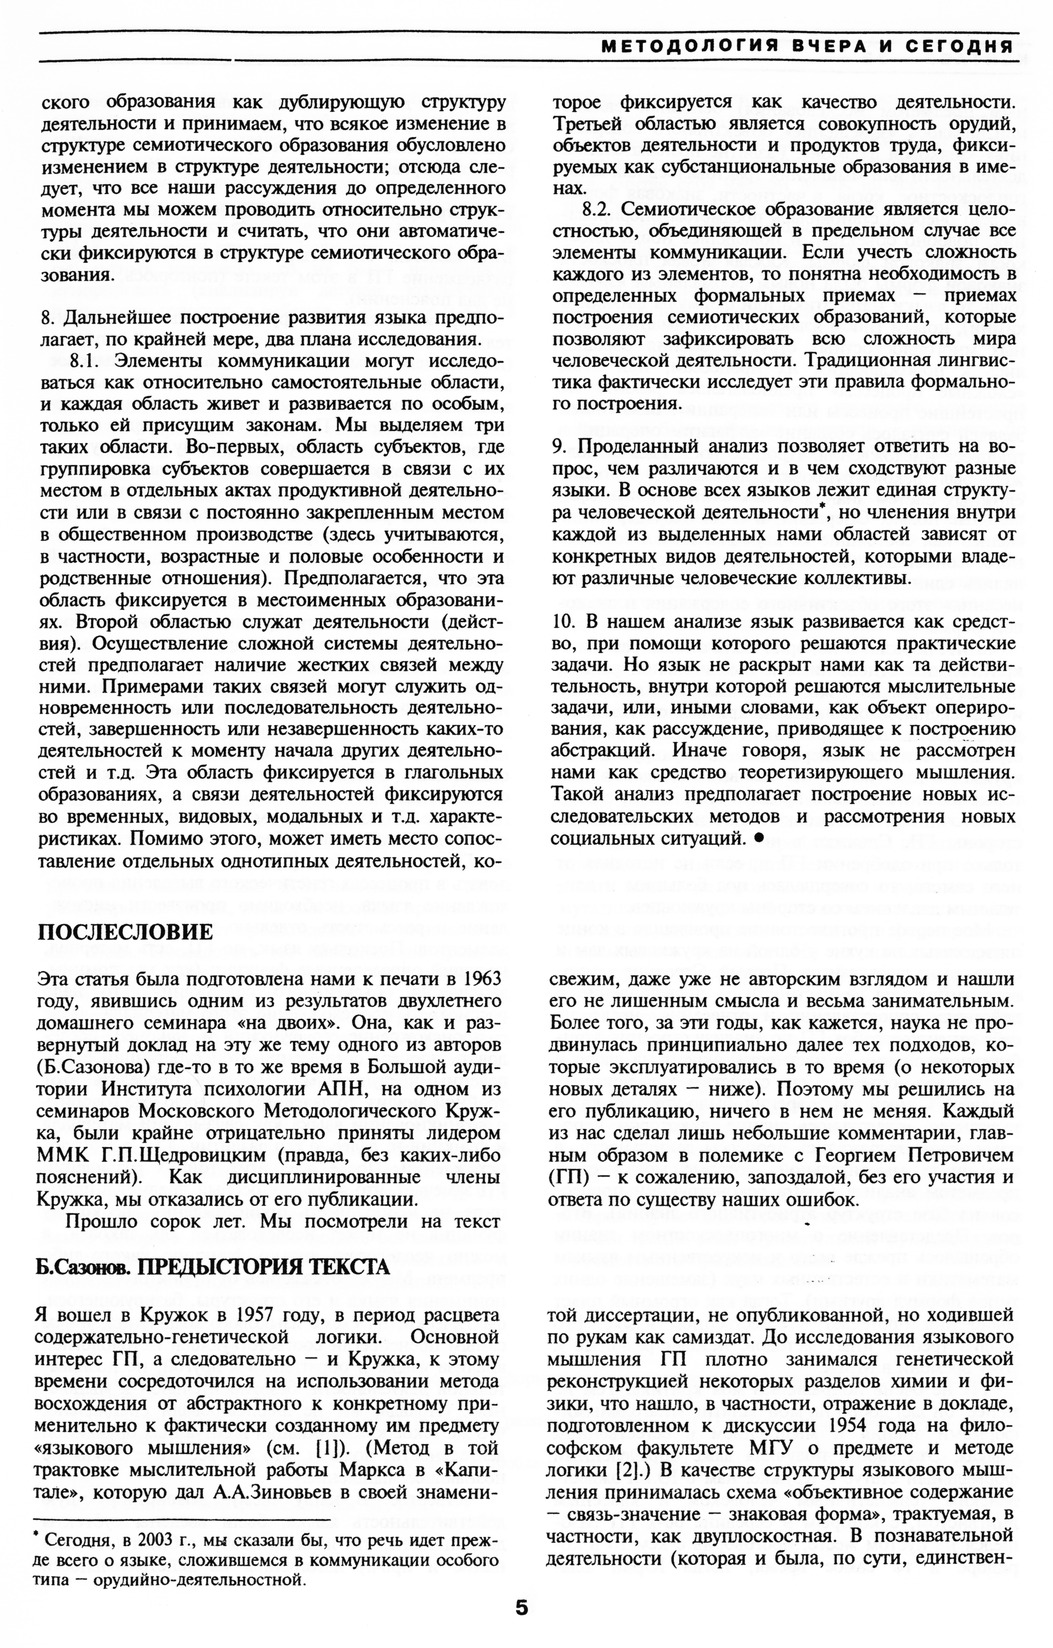 МЕТОДОЛОГИЯ ВЧЕРА И СЕГОДНЯ
ского образования как дублирующую структуру
деятельности и принимаем, что всякое изменение в
структуре семиотического образования обусловлено
изменением в структуре деятельности; отсюда сле-
дует, что все наши рассуждения до определенного
момента мы можем проводить относительно струк-
туры деятельности и считать, что они автоматиче-
ски фиксируются в структуре семиотического обра-
зования.
8. Дальнейшее построение развития языка предпо-
лагает, по крайней мере, два плана исследования.
8.1. Элементы коммуникации могут исследо-
ваться как относительно самостоятельные области,
и каждая область живет и развивается по особым,
только ей присущим законам. Мы выделяем три
таких области. Во-первых, область субъектов, где
группировка субъектов совершается в связи с их
местом в отдельных актах продуктивной деятельно-
сти или в связи с постоянно закрепленным местом
в общественном производстве (здесь учитываются,
в частности, возрастные и половые особенности и
родственные отношения). Предполагается, что эта
область фиксируется в местоименных образовани-
ях. Второй областью служат деятельности (дейст-
вия). Осуществление сложной системы деятельно-
стей предполагает наличие жестких связей между
ними. Примерами таких связей могут служить од-
новременность или последовательность деятельно-
стей, завершенность или незавершенность каких-то
деятельностей к моменту начала других деятельно-
стей и т.д. Эта область фиксируется в глагольных
образованиях, а связи деятельностей фиксируются
во временных, видовых, модальных и т.д. характе-
ристиках. Помимо этого, может иметь место сопос-
тавление отдельных однотипных деятельностей, ко-
торое фиксируется как качество деятельности.
Третьей областью является совокупность орудий,
объектов деятельности и продуктов труда, фикси-
руемых как субстанциональные образования в име-
нах.
8.2. Семиотическое образование является цело-
стностью, объединяющей в предельном случае все
элементы коммуникации. Если учесть сложность
каждого из элементов, то понятна необходимость в
определенных формальных приемах — приемах
построения семиотических образований, которые
позволяют зафиксировать всю сложность мира
человеческой деятельности. Традиционная лингвис-
тика фактически исследует эти правила формально-
го построения.
9. Проделанный анализ позволяет ответить на во-
прос, чем различаются и в чем сходствуют разные
языки. В основе всех языков лежит единая структу-
ра человеческой деятельности*, но членения внутри
каждой из выделенных нами областей зависят от
конкретных видов деятельностей, которыми владе-
ют различные человеческие коллективы.
10. В нашем анализе язык развивается как средст-
во, при помощи которого решаются практические
задачи. Но язык не раскрыт нами как та действи-
тельность, внутри которой решаются мыслительные
задачи, или, иными словами, как объект опериро-
вания, как рассуждение, приводящее к построению
абстракций. Иначе говоря, язык не рассмотрен
нами как средство теоретизирующего мышления.
Такой анализ предполагает построение новых ис-
следовательских методов и рассмотрения новых
социальных ситуаций. ●
ПОСЛЕСЛОВИЕ
Эта статья была подготовлена нами к печати в 1963
году, явившись одним из результатов двухлетнего
домашнего семинара «на двоих». Она, как и раз-
вернутый доклад на эту же тему одного из авторов
(Б.Сазонова) где-то в то же время в Большой ауди-
тории Института психологии АПН, на одном из
семинаров Московского Методологического Круж-
ка, были крайне отрицательно приняты лидером
ММК Г.П.Щедровицким (правда, без каких-либо
пояснений). Как дисциплинированные члены
Кружка, мы отказались от его публикации.
Прошло сорок лет. Мы посмотрели на текст
свежим, даже уже не авторским взглядом и нашли
его не лишенным смысла и весьма занимательным.
Более того, за эти годы, как кажется, наука не про-
двинулась принципиально далее тех подходов, ко-
торые эксплуатировались в то время (о некоторых
новых деталях — ниже). Поэтому мы решились на
его публикацию, ничего в нем не меняя. Каждый
из нас сделал лишь небольшие комментарии, глав-
ным образом в полемике с Георгием Петровичем
(ГП) — к сожалению, запоздалой, без его участия и
ответа по существу наших ошибок.
Б.Сазонов. ПРЕДЫСТОРИЯ ТЕКСТА
Я вошел в Кружок в 1957 году, в период расцвета
содержательно-генетической логики. Основной
интерес ГП, а следовательно — и Кружка, к этому
времени сосредоточился на использовании метода
восхождения от абстрактного к конкретному при-
менительно к фактически созданному им предмету
«языкового мышления» (см. [1]). (Метод в той
трактовке мыслительной работы Маркса в «Капи-
тале», которую дал А.А.Зиновьев в своей знамени-
той диссертации, не опубликованной, но ходившей
по рукам как самиздат. До исследования языкового
мышления ГП плотно занимался генетической
реконструкцией некоторых разделов химии и фи-
зики, что нашло, в частности, отражение в докладе,
подготовленном к дискуссии 1954 года на фило-
софском факультете МГУ о предмете и методе
логики [2].) В качестве структуры языкового мыш-
ления принималась схема «объективное содержание
— связь-значение — знаковая форма», трактуемая, в
частности, как двуплоскостная. В познавательной
деятельности (которая и была, по сути, единствен-
* Сегодня, в 2003 г., мы сказали бы, что речь идет преж-
де всего о языке, сложившемся в коммуникации особого
типа — орудийно-деятельностной.
5